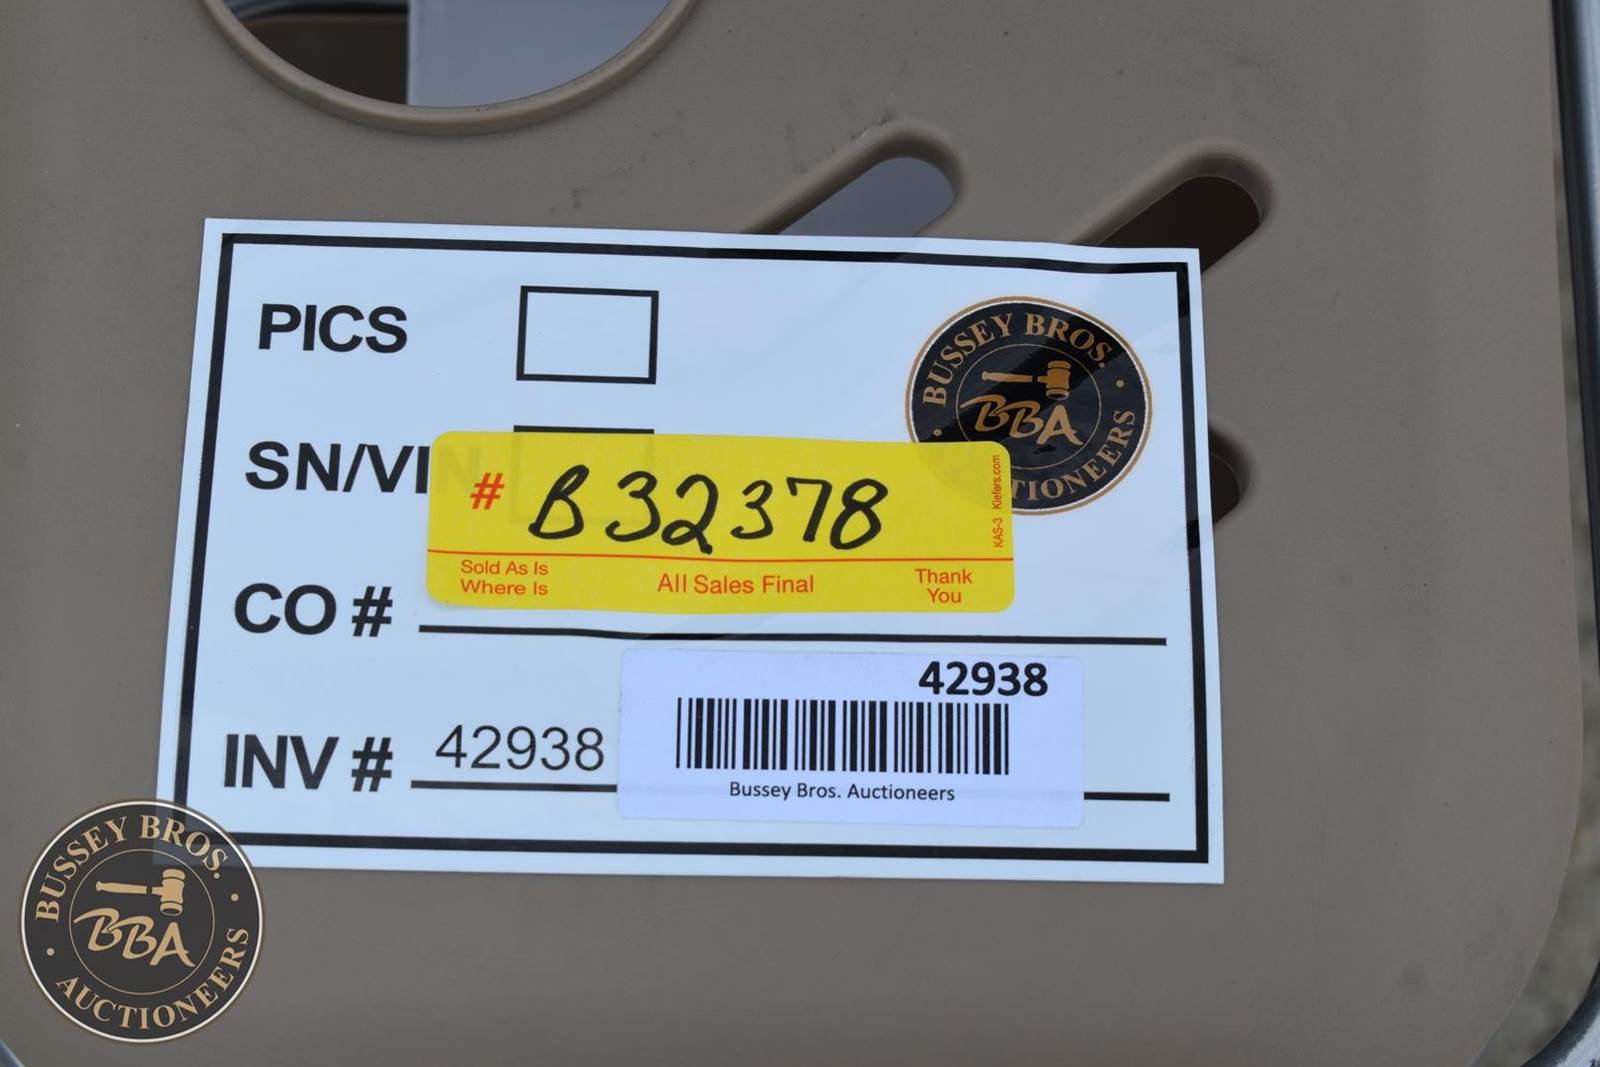 PICS
BUSSEY BROS.
BBA
AUCTIONEERS
SN/VIN
# B32378
KAS-3 Kiefers.com
Sold As Is
Where Is
All Sales Final
Thank
You
CO #
INV # 42938
42938
Bussey Bros. Auctioneers
BUSSEY BROS.
BBA
AUCTIONEERS